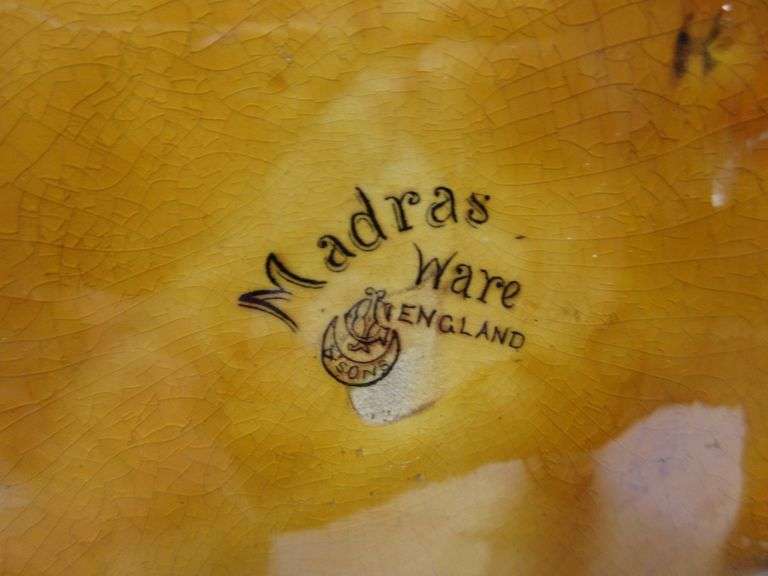 Madras
Ware
ENGLAND
& SONS
K